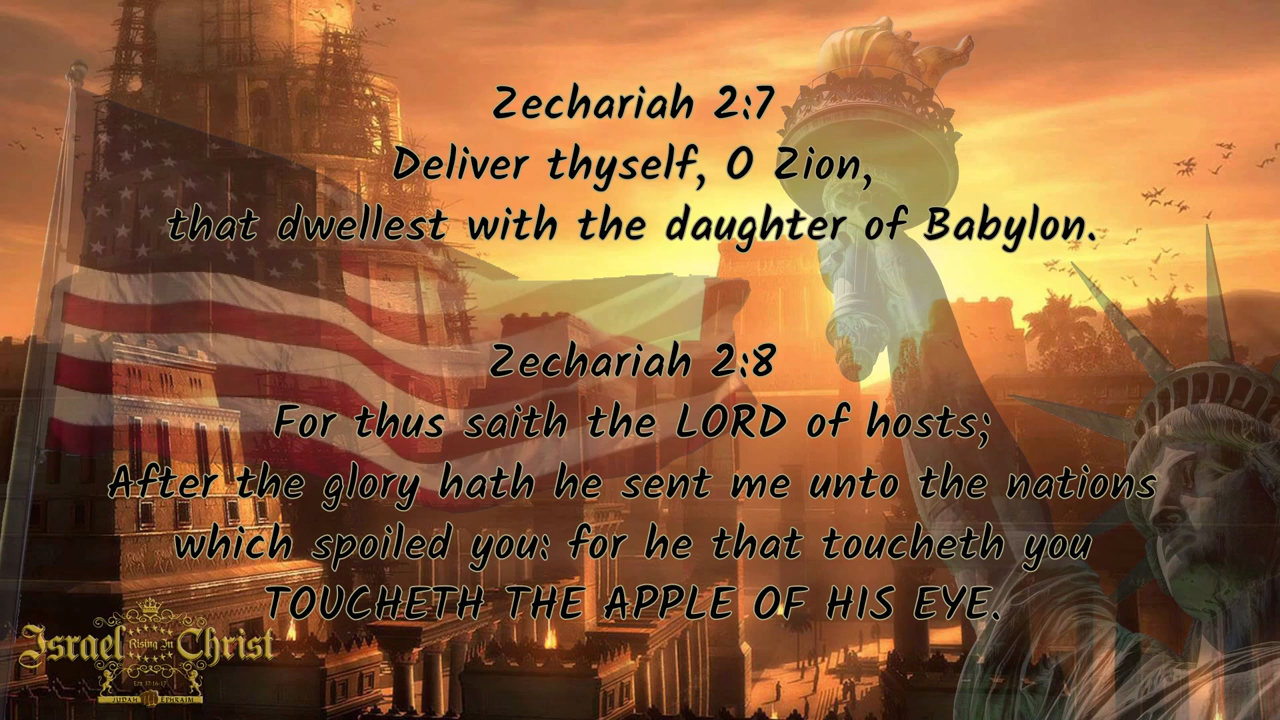 Zechariah 2:7
Deliver thyself, O Zion,
that dwellest with the daughter of Babylon.
Zechariah 2:8
For thus saith the LORD of hosts;
After the glory hath he sent me unto the nations
which spoiled you: for he that toucheth you
TOUCHETH THE APPLE OF HIS EYE.
Israel Rising In Christ
JUDAH EPHRAIM